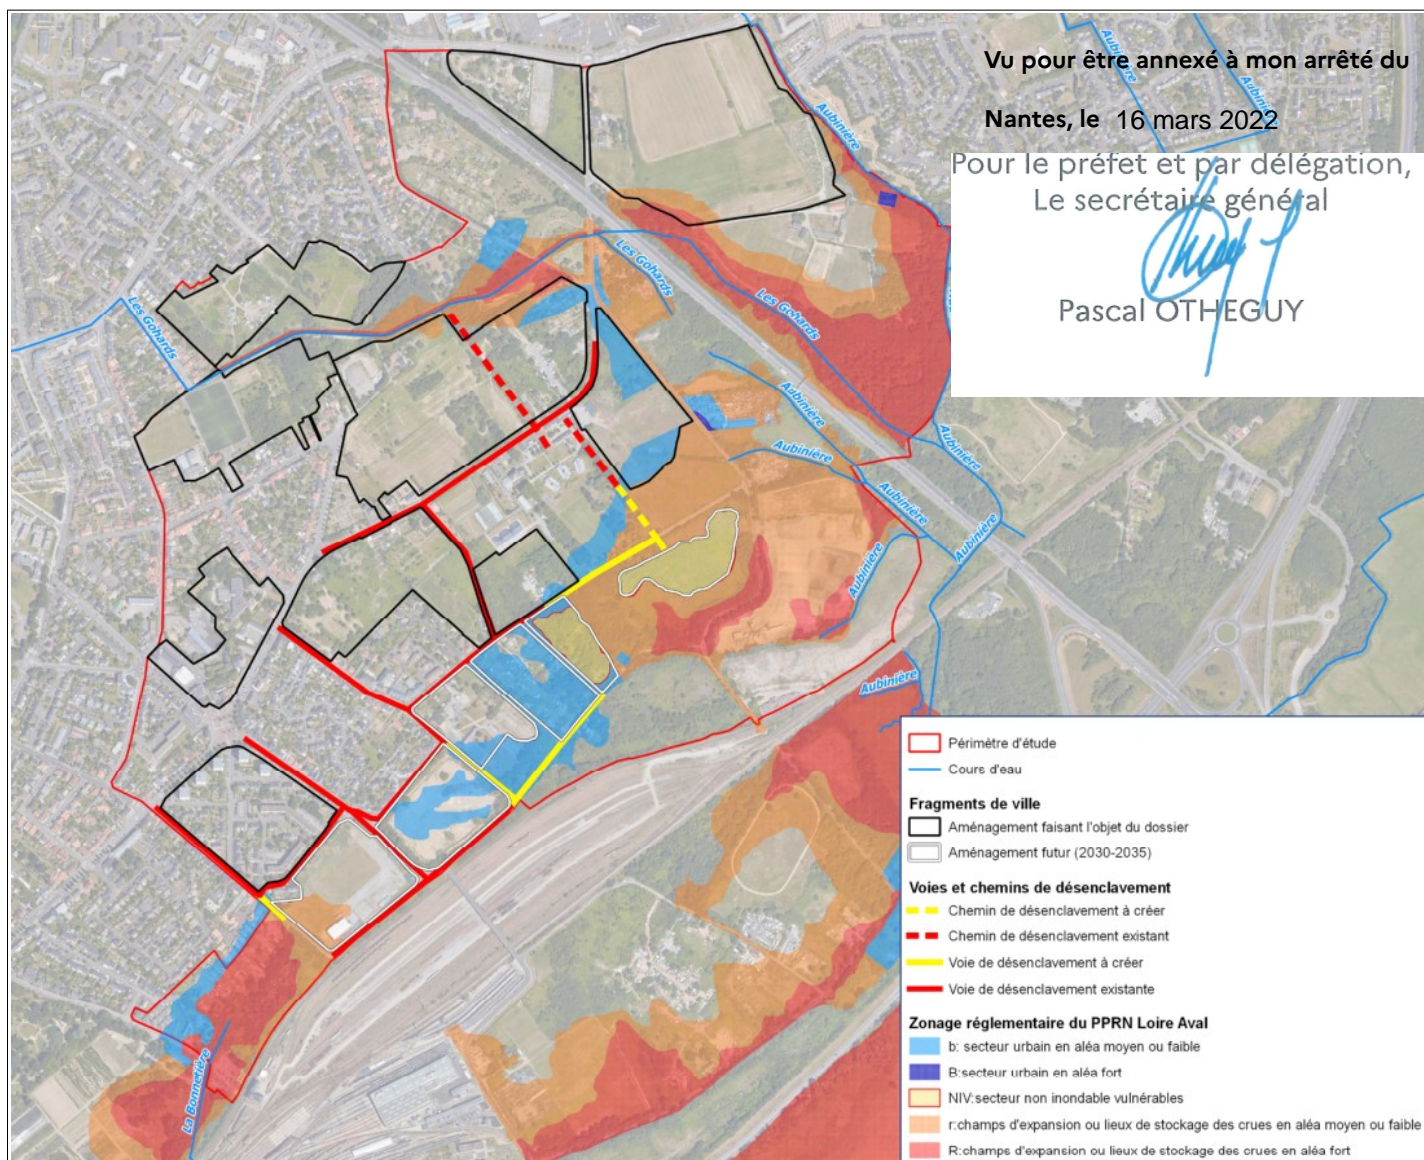 Vu pour être annexé à mon arrêté du
Nantes, le 16 mars 2022
Pour le préfet et par délégation,
Le secrétaire général
Pascal OTHEGUY
Aubinière
Aubinière
Aubinière
Les Gohards
Les Gohards
Les Gohards
Aubinière
Aubinière
Aubinière
Aubinière
Aubinière
Aubinière
Aubinière
La Bonnetière
Périmètre d'étude
Cours d'eau
Fragments de ville
Aménagement faisant l'objet du dossier
Aménagement futur (2030-2035)
Voies et chemins de désenclavement
Chemin de désenclavement à créer
Chemin de désenclavement existant
Voie de désenclavement à créer
Voie de désenclavement existante
Zonage réglementaire du PPRN Loire Aval
b: secteur urbain en aléa moyen ou faible
B:secteur urbain en aléa fort
NIV:secteur non inondable vulnérables
r:champs d'expansion ou lieux de stockage des crues en aléa moyen ou faible
R:champs d'expansion ou lieux de stockage des crues en aléa fort